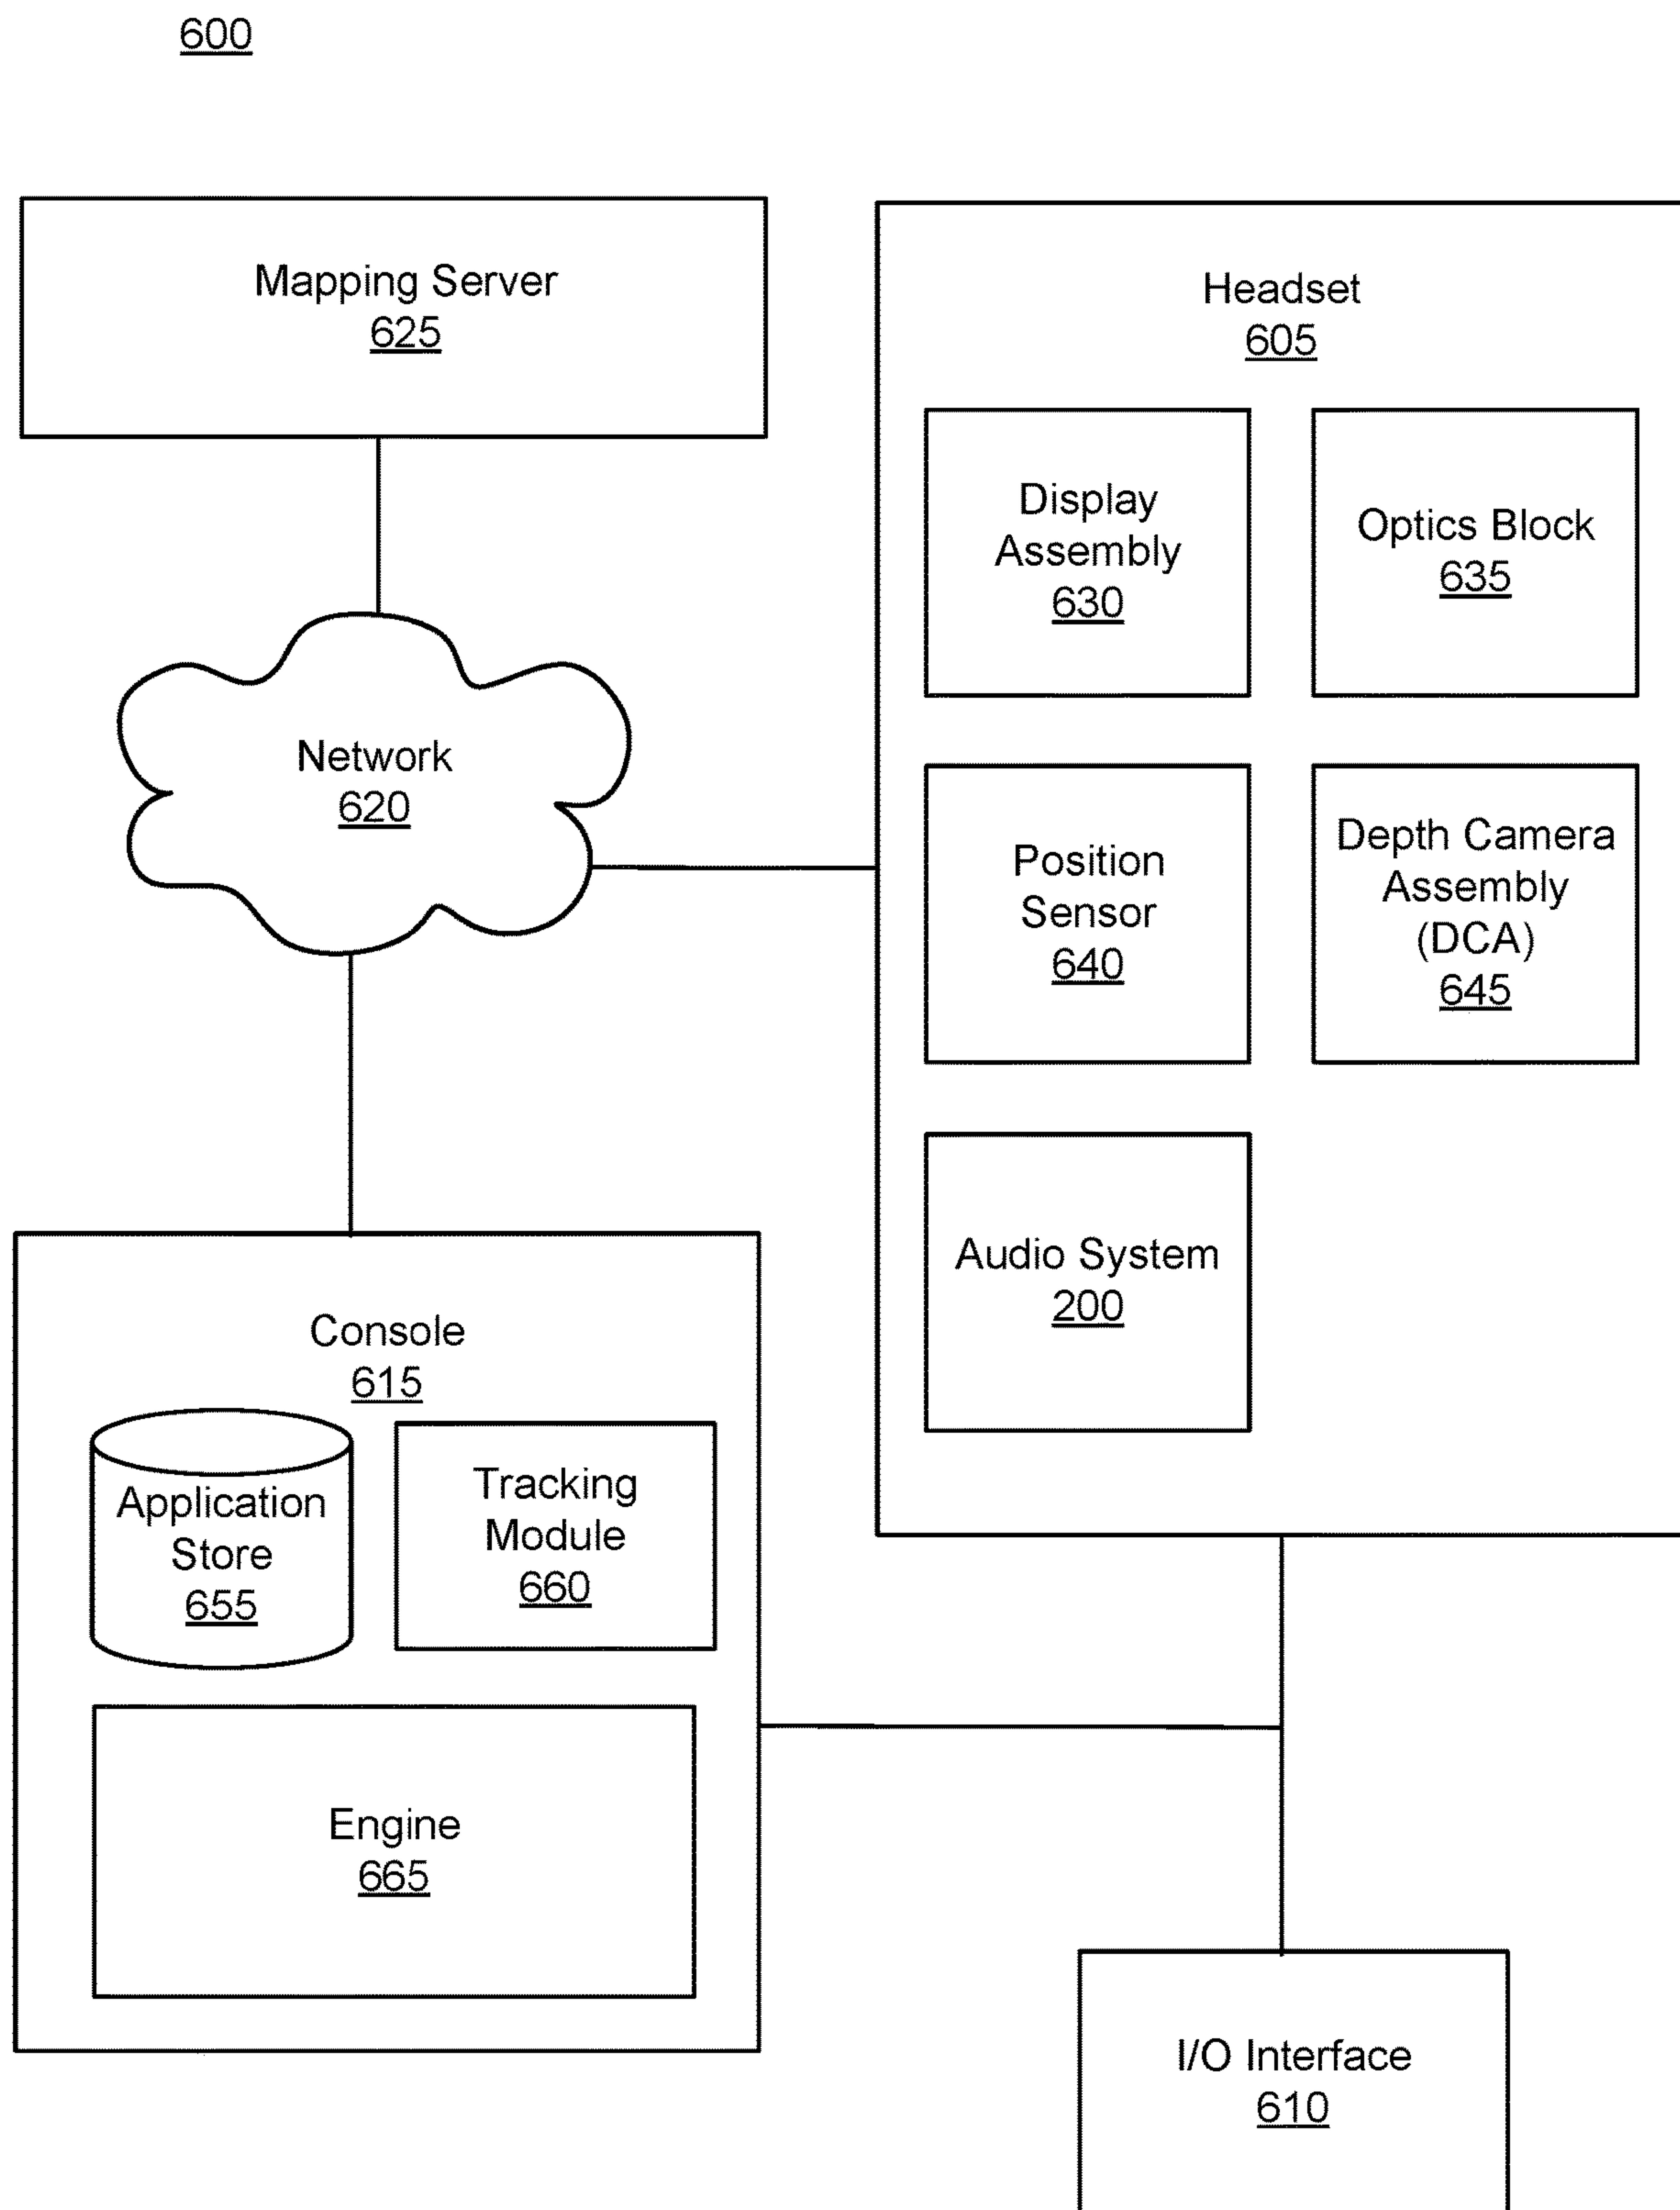 600
Mapping Server
625
Headset
605
Display
Assembly
630
Optics Block
635
Network
620
Position
Sensor
640
Depth Camera
Assembly
(DCA)
645
Audio System
200
Console
615
Application
Store
655
Tracking
Module
660
Engine
665
I/O Interface
610